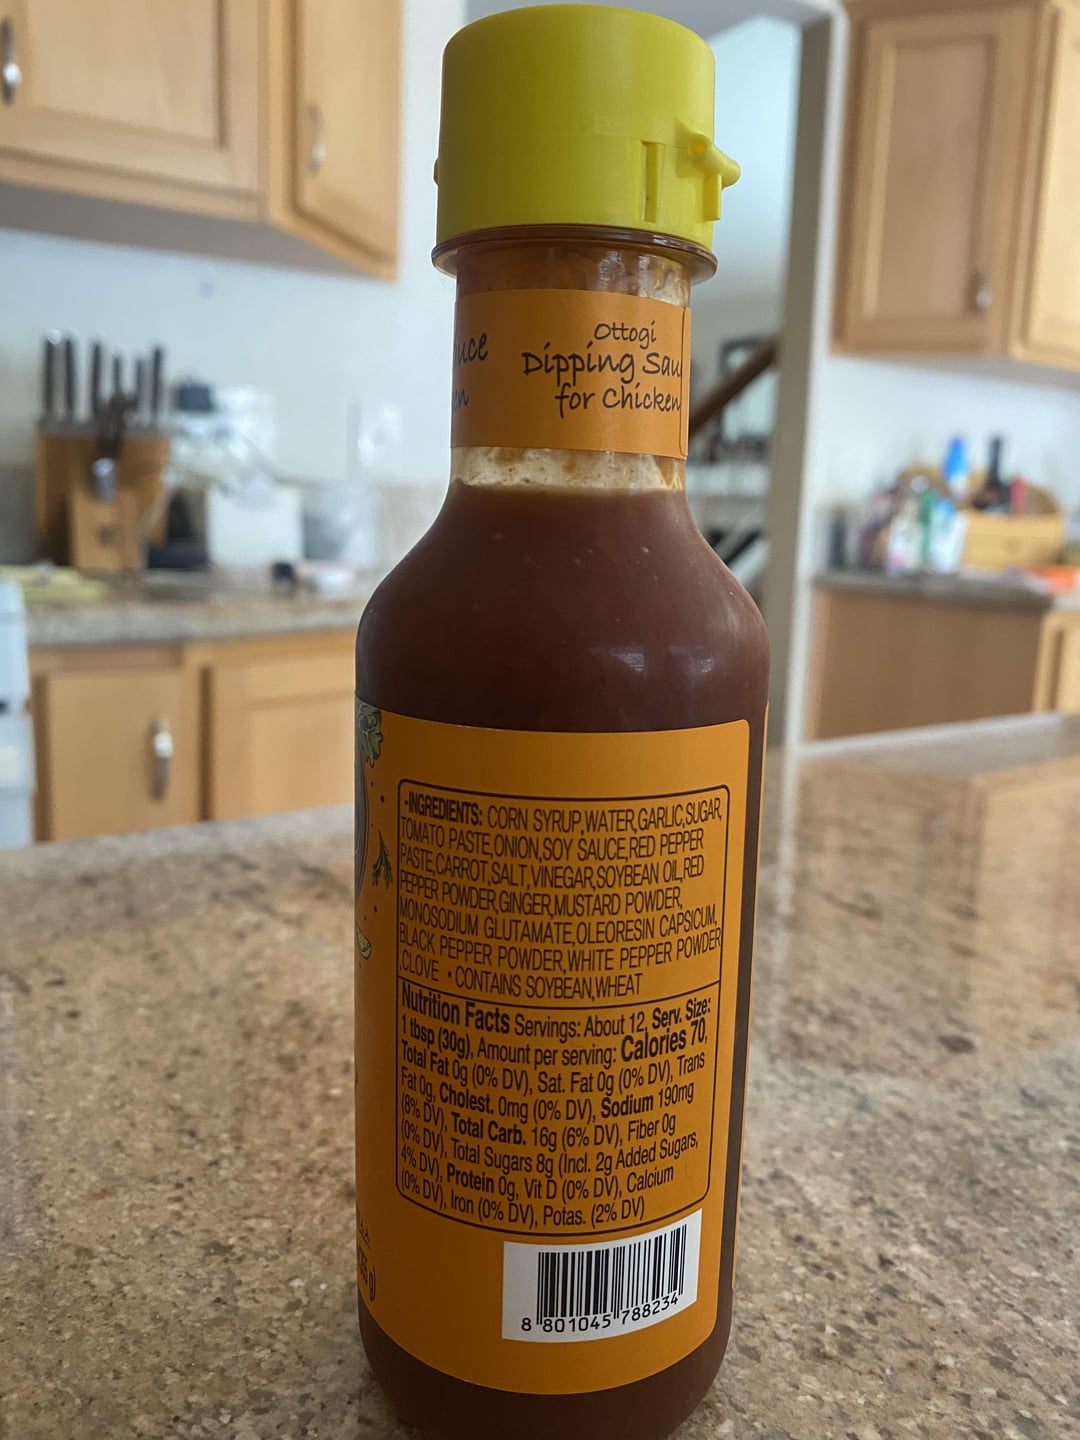 uce
en
Ottogi
Dipping Sau
for Chicken
•INGREDIENTS: CORN SYRUP,WATER,GARLIC,SUGAR,
TOMATO PASTE,ONION,SOY SAUCE,RED PEPPER
PASTE,CARROT,SALT,VINEGAR,SOYBEAN OIL,RED
PEPPER POWDER,GINGER,MUSTARD POWDER,
MONOSODIUM GLUTAMATE,OLEORESIN CAPSICUM,
BLACK PEPPER POWDER,WHITE PEPPER POWDER
,CLOVE • CONTAINS SOYBEAN,WHEAT
Nutrition Facts Servings: About 12, Serv. Size:
1 tbsp (30g), Amount per serving: Calories 70,
Total Fat 0g (0% DV), Sat. Fat 0g (0% DV), Trans
Fat 0g, Cholest. 0mg (0% DV), Sodium 190mg
(8% DV), Total Carb. 16g (6% DV), Fiber 0g
(0% DV), Total Sugars 8g (Incl. 2g Added Sugars,
4% DV), Protein 0g, Vit D (0% DV), Calcium
(0% DV), Iron (0% DV), Potas. (2% DV)
8 801045 788234